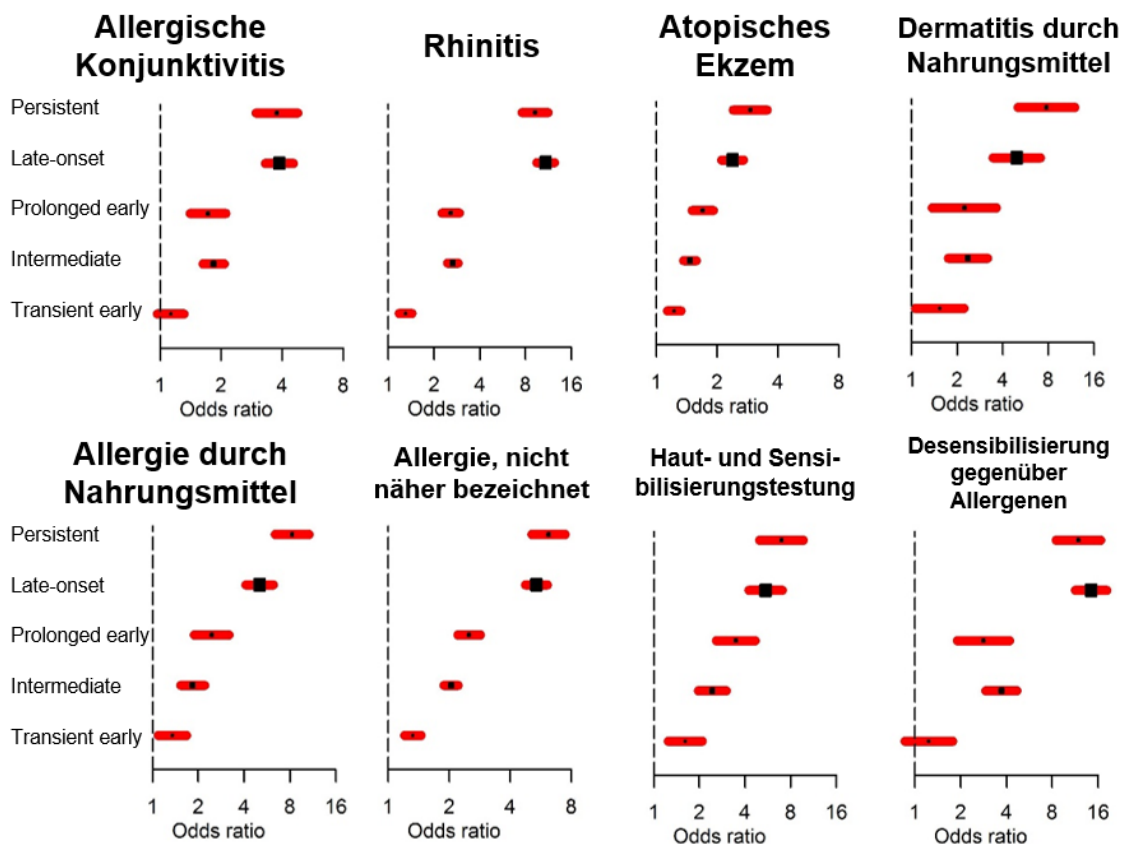 Allergische
Konjunktivitis
Rhinitis
Atopisches
Ekzem
Dermatitis durch
Nahrungsmittel
Persistent
Late-onset
Prolonged early
Intermediate
Transient early
1 2 4 8
Odds ratio
1 2 4 8 16
Odds ratio
1 2 4 8
Odds ratio
1 2 4 8 16
Odds ratio
Allergie durch
Nahrungsmittel
Allergie, nicht
näher bezeichnet
Haut- und Sensi-
bilisierungstestung
Desensibilisierung
gegenüber
Allergenen
Persistent
Late-onset
Prolonged early
Intermediate
Transient early
1 2 4 8 16
Odds ratio
1 2 4 8
Odds ratio
1 2 4 8 16
Odds ratio
1 2 4 8 16
Odds ratio